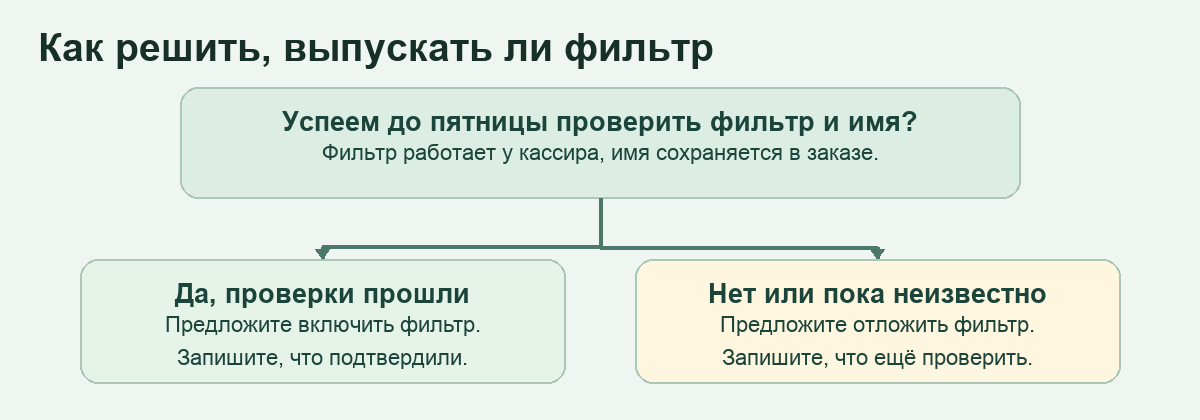 Как решить, выпускать ли фильтр
Успеем до пятницы проверить фильтр и имя?
Фильтр работает у кассира, имя сохраняется в заказе.
Да, проверки прошли
Предложите включить фильтр.
Запишите, что подтвердили.
Нет или пока неизвестно
Предложите отложить фильтр.
Запишите, что ещё проверить.